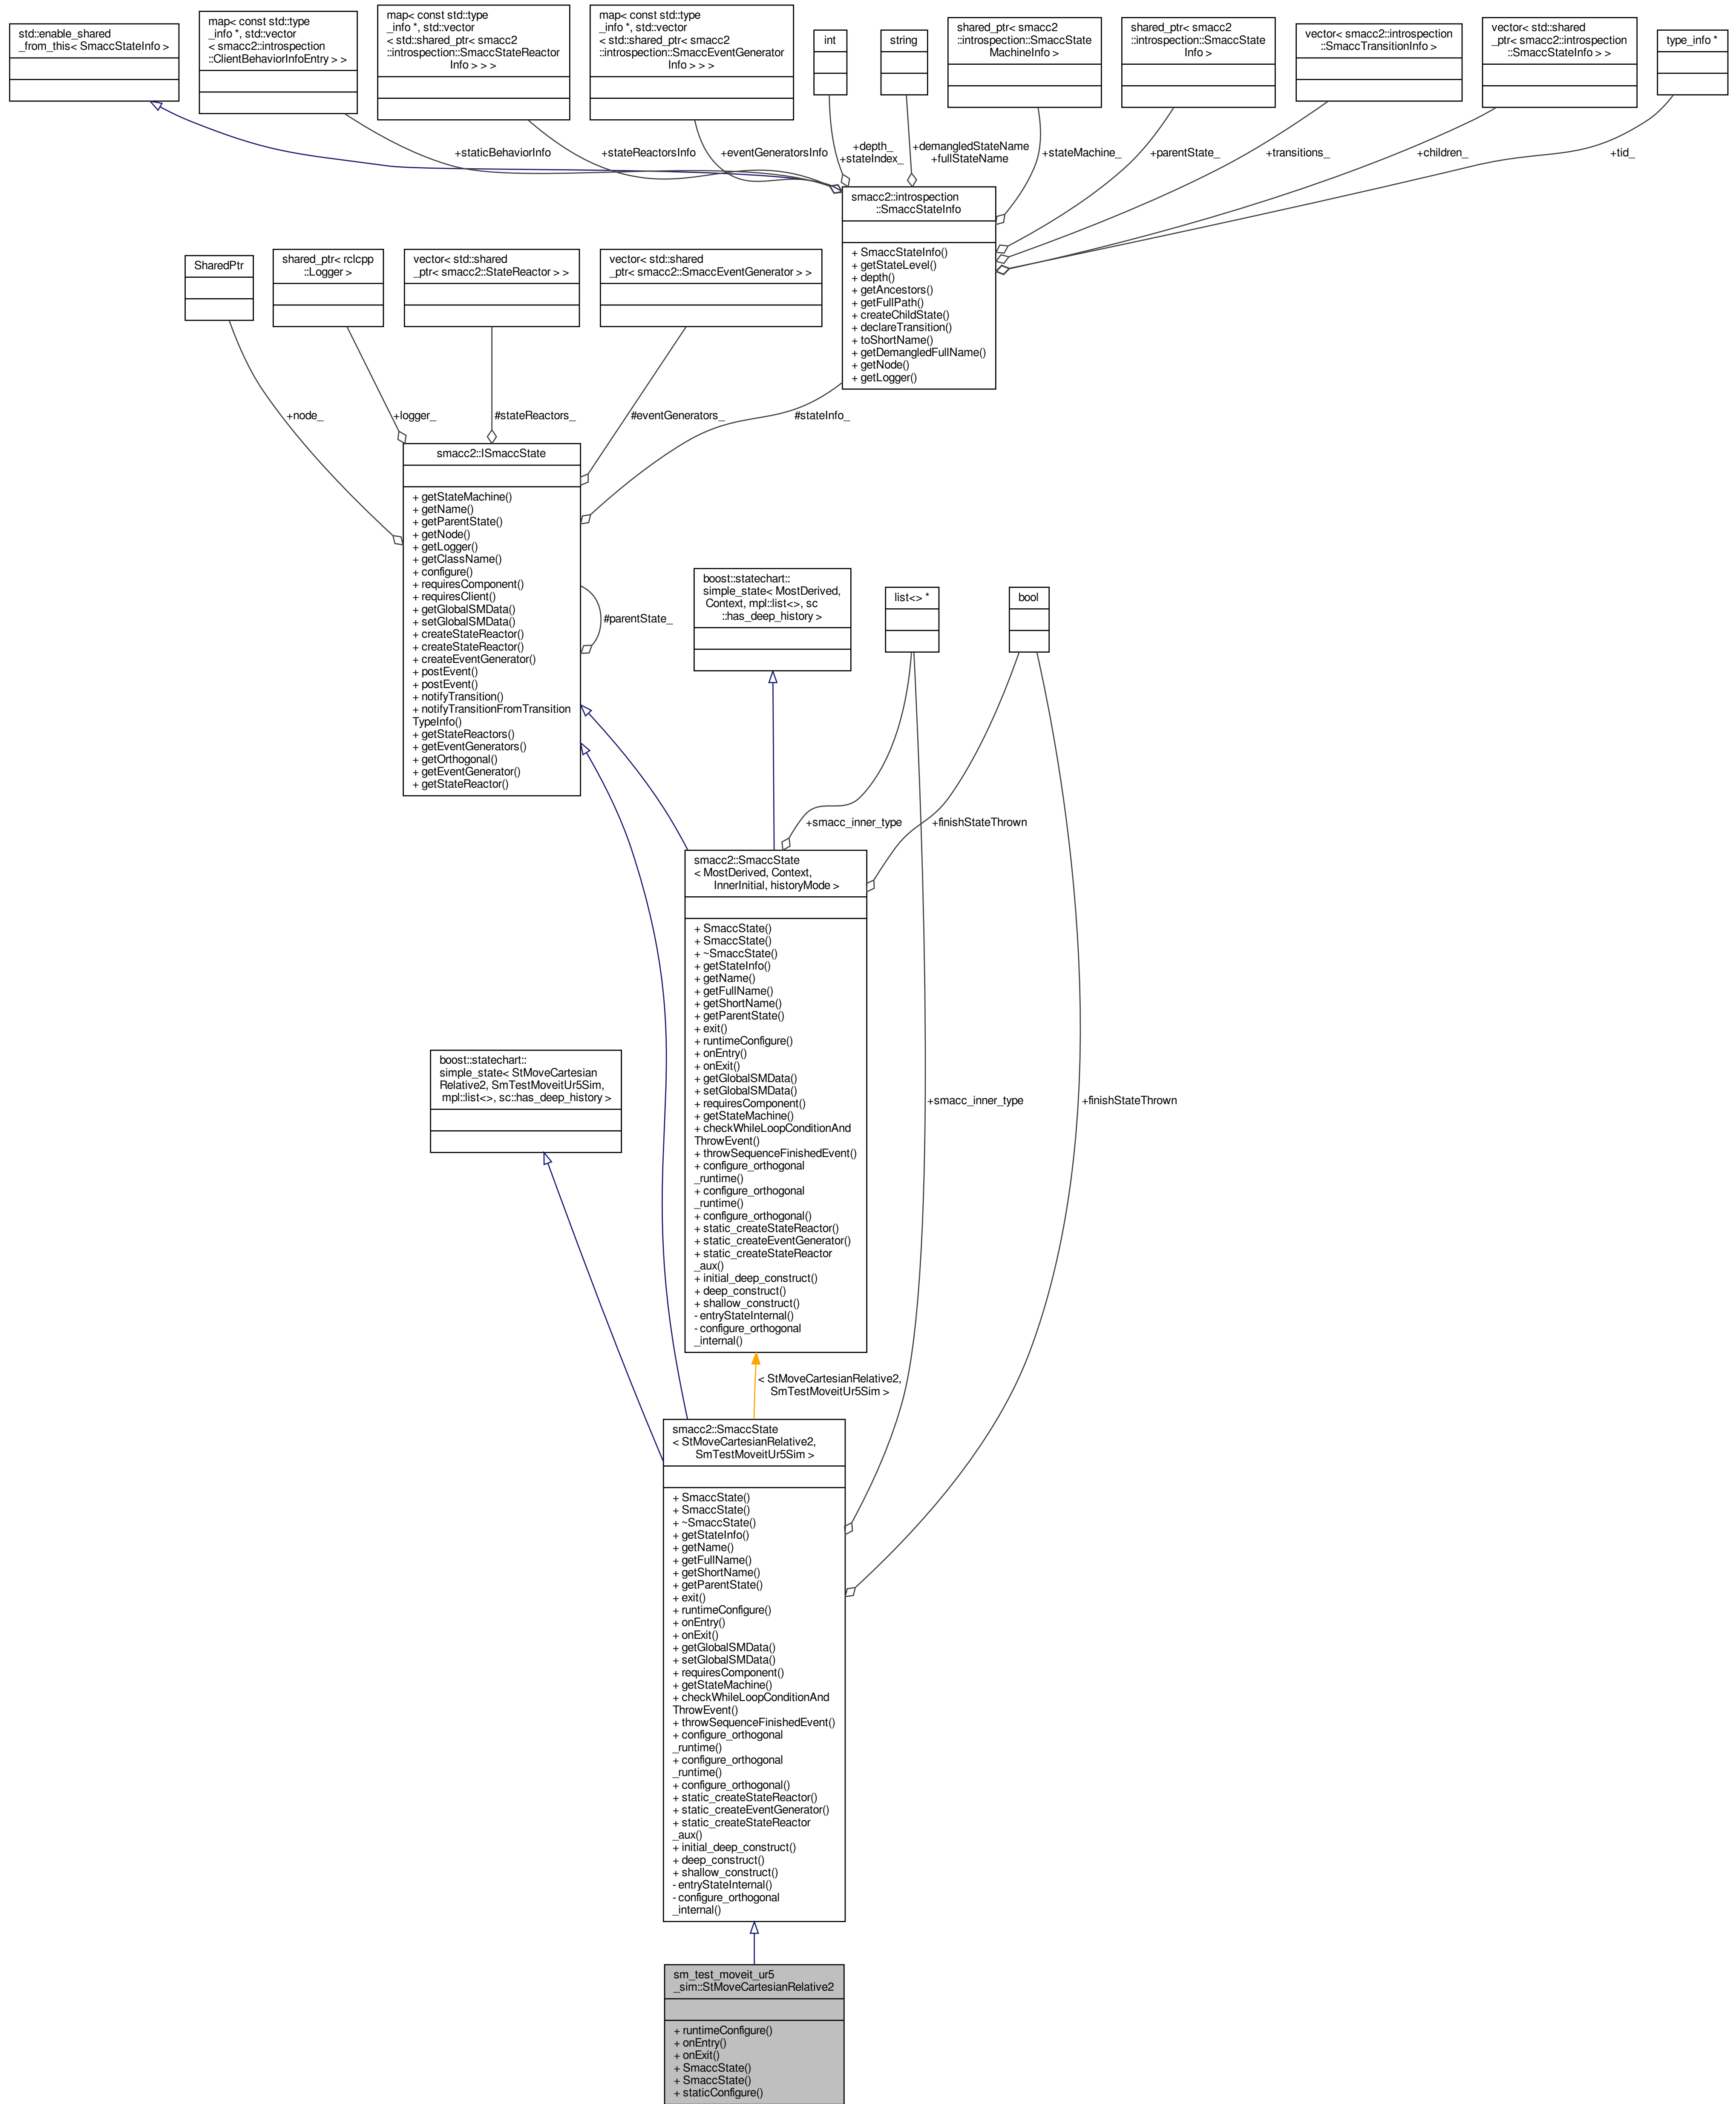 std::enable_shared
_from_this< SmaccStateInfo >
map< const std::type
_info *, std::vector
< smacc2::introspection
::ClientBehaviorInfoEntry > >
map< const std::type
_info *, std::vector
< std::shared_ptr< smacc2
::introspection::SmaccStateReactor
Info > > >
map< const std::type
_info *, std::vector
< std::shared_ptr< smacc2
::introspection::SmaccEventGenerator
Info > > >
int
string
shared_ptr< smacc2
::introspection::SmaccState
MachineInfo >
shared_ptr< smacc2
::introspection::SmaccState
Info >
vector< smacc2::introspection
::SmaccTransitionInfo >
vector< std::shared
_ptr< smacc2::introspection
::SmaccStateInfo > >
type_info *
+staticBehaviorInfo
+stateReactorsInfo
+eventGeneratorsInfo
+depth_
+stateIndex_
+demangledStateName
+fullStateName
+stateMachine_
+parentState_
+transitions_
+children_
+tid_
smacc2::introspection
::SmaccStateInfo
+ SmaccStateInfo()
+ getStateLevel()
+ depth()
+ getAncestors()
+ getFullPath()
+ createChildState()
+ declareTransition()
+ toShortName()
+ getDemangledFullName()
+ getNode()
+ getLogger()
SharedPtr
shared_ptr< rclcpp
::Logger >
vector< std::shared
_ptr< smacc2::StateReactor > >
vector< std::shared
_ptr< smacc2::SmaccEventGenerator > >
+node_
+logger_
#stateReactors_
#eventGenerators_
#stateInfo_
smacc2::ISmaccState
+ getStateMachine()
+ getName()
+ getParentState()
+ getNode()
+ getLogger()
+ getClassName()
+ configure()
+ requiresComponent()
+ requiresClient()
+ getGlobalSMData()
+ setGlobalSMData()
+ createStateReactor()
+ createStateReactor()
+ createEventGenerator()
+ postEvent()
+ postEvent()
+ notifyTransition()
+ notifyTransitionFromTransition
TypeInfo()
+ getStateReactors()
+ getEventGenerators()
+ getOrthogonal()
+ getEventGenerator()
+ getStateReactor()
#parentState_
boost::statechart::
simple_state< MostDerived,
Context, mpl::list<>, sc
::has_deep_history >
list<> *
bool
+smacc_inner_type
+finishStateThrown
smacc2::SmaccState
< MostDerived, Context,
InnerInitial, historyMode >
+ SmaccState()
+ SmaccState()
+ ~SmaccState()
+ getStateInfo()
+ getName()
+ getFullName()
+ getShortName()
+ getParentState()
+ exit()
+ runtimeConfigure()
+ onEntry()
+ onExit()
+ getGlobalSMData()
+ setGlobalSMData()
+ requiresComponent()
+ getStateMachine()
+ checkWhileLoopConditionAnd
ThrowEvent()
+ throwSequenceFinishedEvent()
+ configure_orthogonal
_runtime()
+ configure_orthogonal
_runtime()
+ configure_orthogonal()
+ static_createStateReactor()
+ static_createEventGenerator()
+ static_createStateReactor
_aux()
+ initial_deep_construct()
+ deep_construct()
+ shallow_construct()
- entryStateInternal()
- configure_orthogonal
_internal()
boost::statechart::
simple_state< StMoveCartesian
Relative2, SmTestMoveitUr5Sim,
mpl::list<>, sc::has_deep_history >
+smacc_inner_type
+finishStateThrown
< StMoveCartesianRelative2,
SmTestMoveitUr5Sim >
smacc2::SmaccState
< StMoveCartesianRelative2,
SmTestMoveitUr5Sim >
+ SmaccState()
+ SmaccState()
+ ~SmaccState()
+ getStateInfo()
+ getName()
+ getFullName()
+ getShortName()
+ getParentState()
+ exit()
+ runtimeConfigure()
+ onEntry()
+ onExit()
+ getGlobalSMData()
+ setGlobalSMData()
+ requiresComponent()
+ getStateMachine()
+ checkWhileLoopConditionAnd
ThrowEvent()
+ throwSequenceFinishedEvent()
+ configure_orthogonal
_runtime()
+ configure_orthogonal
_runtime()
+ configure_orthogonal()
+ static_createStateReactor()
+ static_createEventGenerator()
+ static_createStateReactor
_aux()
+ initial_deep_construct()
+ deep_construct()
+ shallow_construct()
- entryStateInternal()
- configure_orthogonal
_internal()
sm_test_moveit_ur5
_sim::StMoveCartesianRelative2
+ runtimeConfigure()
+ onEntry()
+ onExit()
+ SmaccState()
+ SmaccState()
+ staticConfigure()